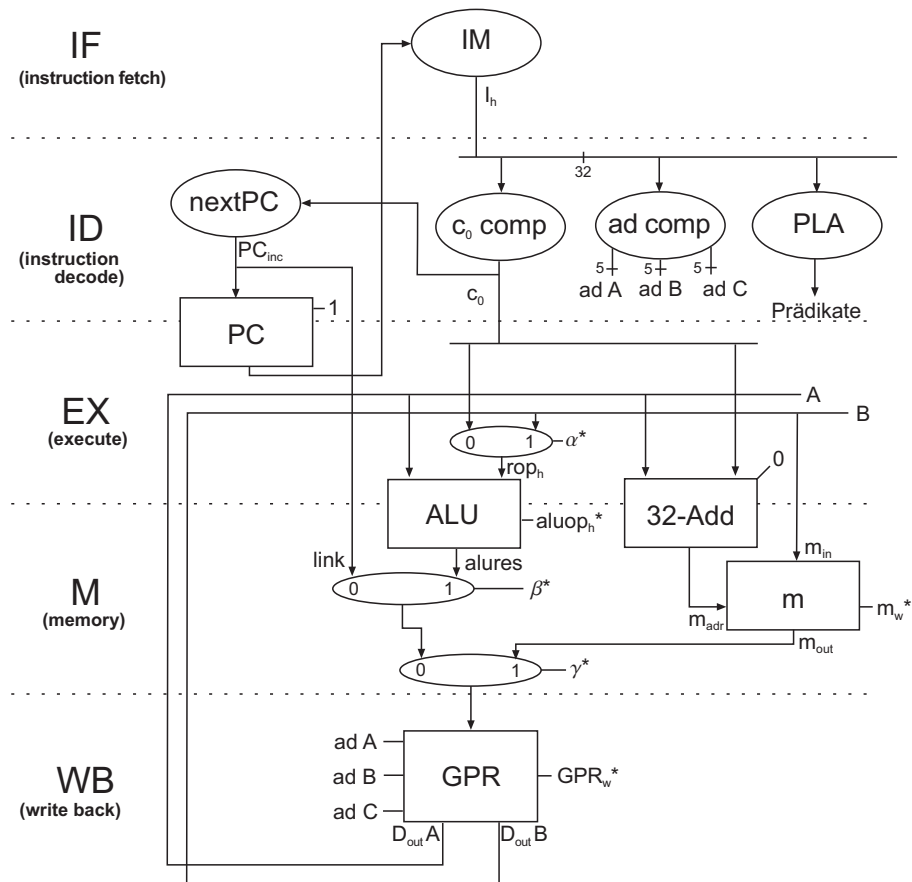 IF
(instruction fetch)
IM
I_h
32
nextPC
c_0 comp
ad comp
PLA
ID
(instruction
decode)
PC_inc
5 5 5
ad A ad B ad C
c_0
Prädikate
PC
1
EX
(execute)
A
B
0 1
α*
rop_h
0
ALU
aluop_h*
32-Add
link
alures
m_in
M
(memory)
0 1
β*
m
m_w*
m_adr
m_out
0 1
γ*
WB
(write back)
ad A
ad B
ad C
GPR
GPR_w*
D_out A
D_out B